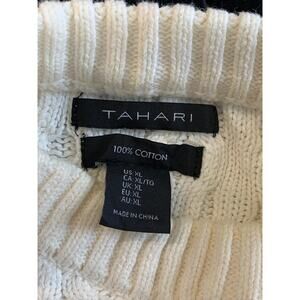 TAHARI
100% COTTON
US: XL
CA: XL/TG
UK: XL
EU: XL
AU: XL
MADE IN CHINA